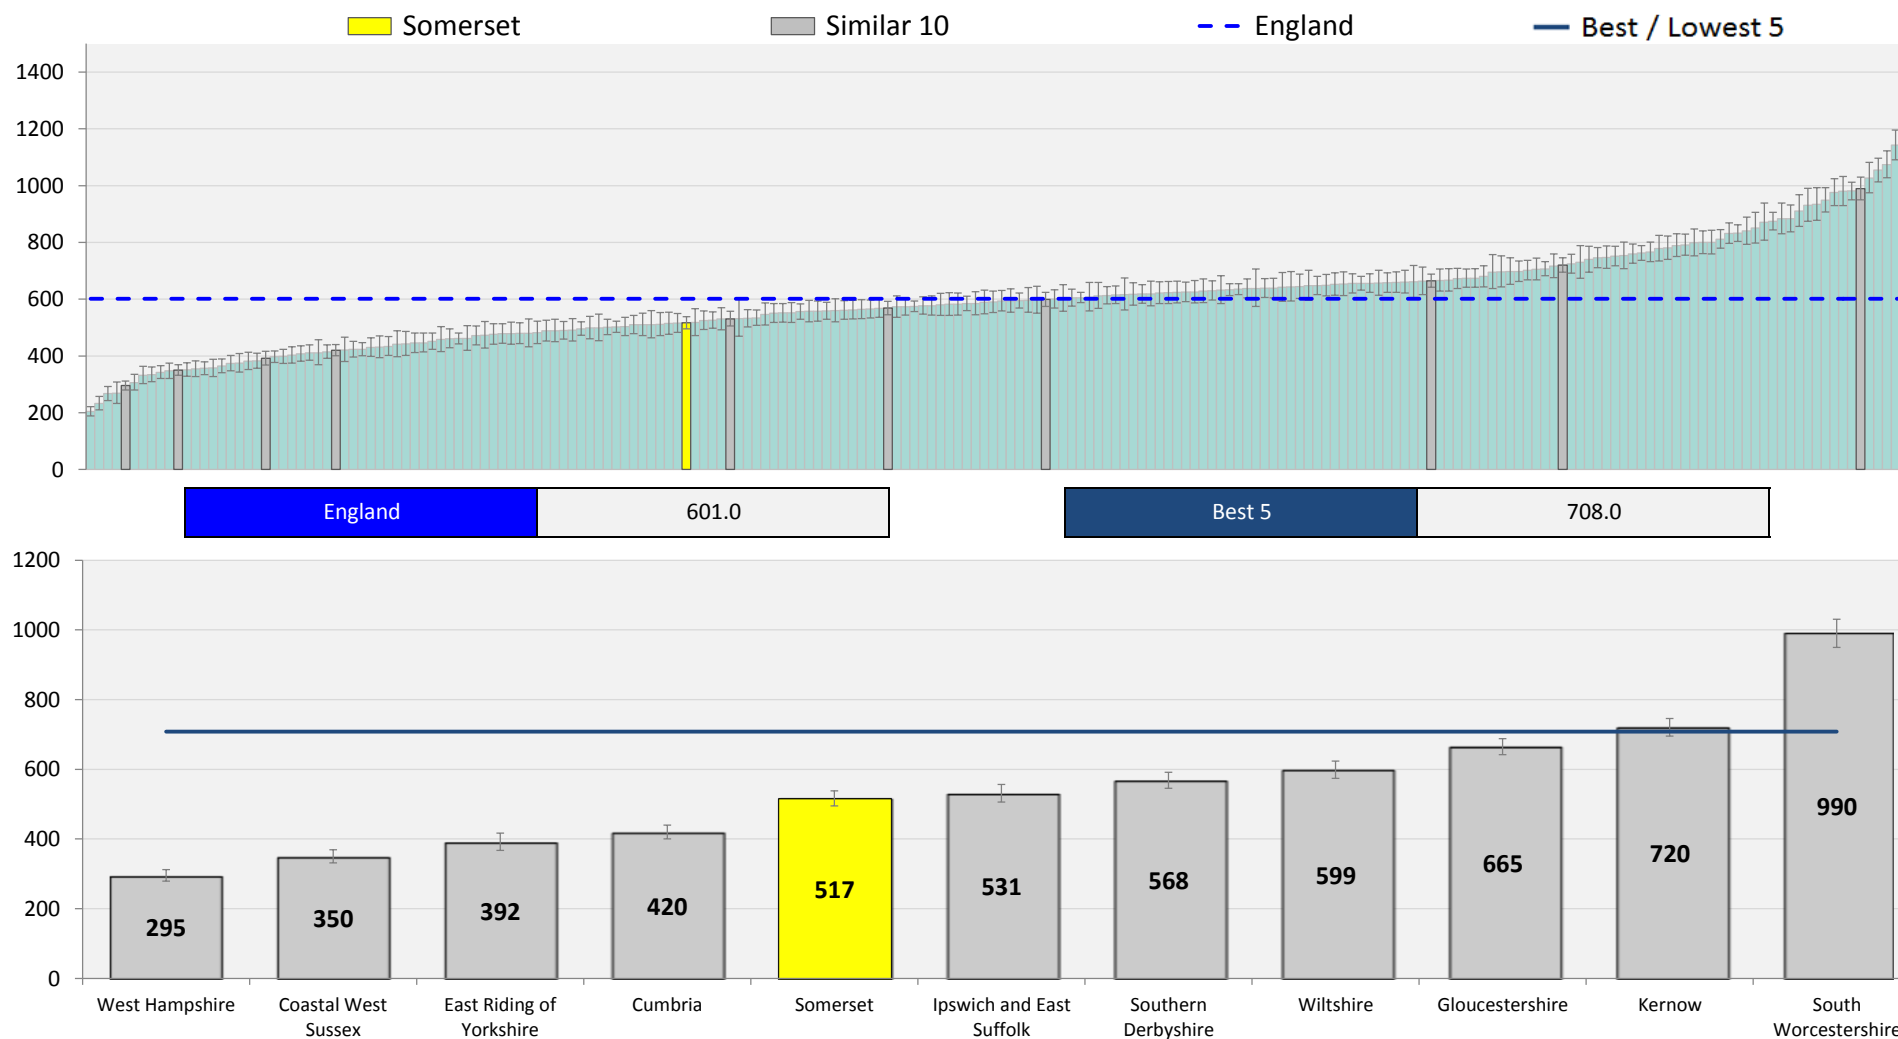 Somerset
Similar 10
England
Best / Lowest 5
1400
1200
1000
800
600
400
200
0
England
601.0
Best 5
708.0
1200
1000
800
600
400
200
0
295
350
392
420
517
531
568
599
665
720
990
West Hampshire
Coastal West
Sussex
East Riding of
Yorkshire
Cumbria
Somerset
Ipswich and East
Suffolk
Southern
Derbyshire
Wiltshire
Gloucestershire
Kernow
South
Worcestershire